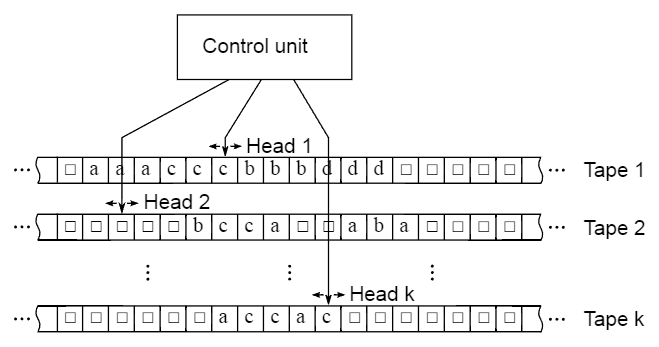 Control unit
Head 1
··· □ a a a c c c b b b d d d □ □ □ □ □ ··· Tape 1
Head 2
··· □ □ □ □ □ b c c a □ □ a b a □ □ □ □ ··· Tape 2
⋮ ⋮ ⋮
Head k
··· □ □ □ □ □ □ a c c a c □ □ □ □ □ □ □ ··· Tape k